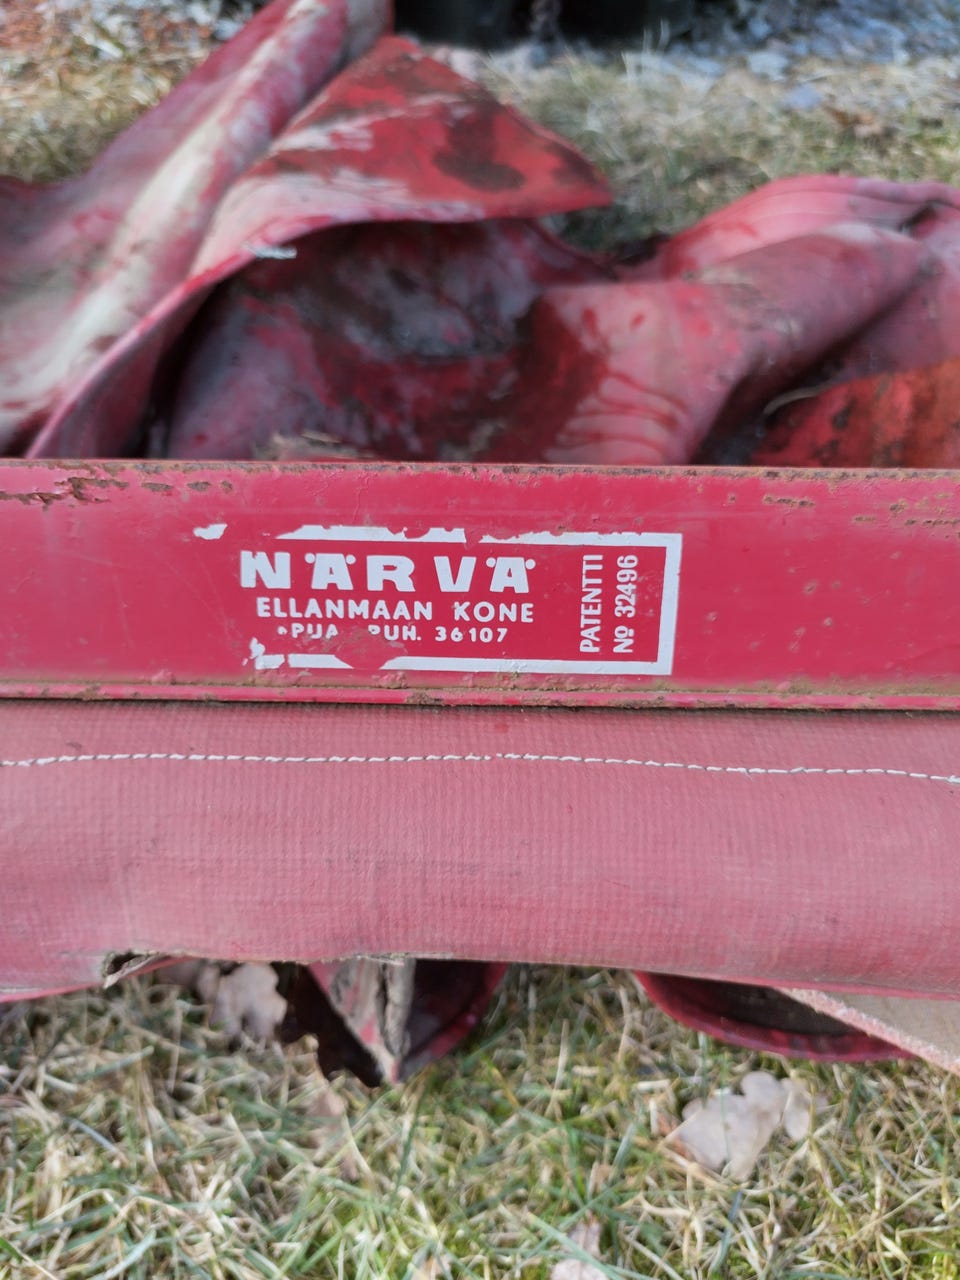 NÄRVÄ
ELLANMAAN KONE
PUH. 36107
PATENTTI
Nº 32496